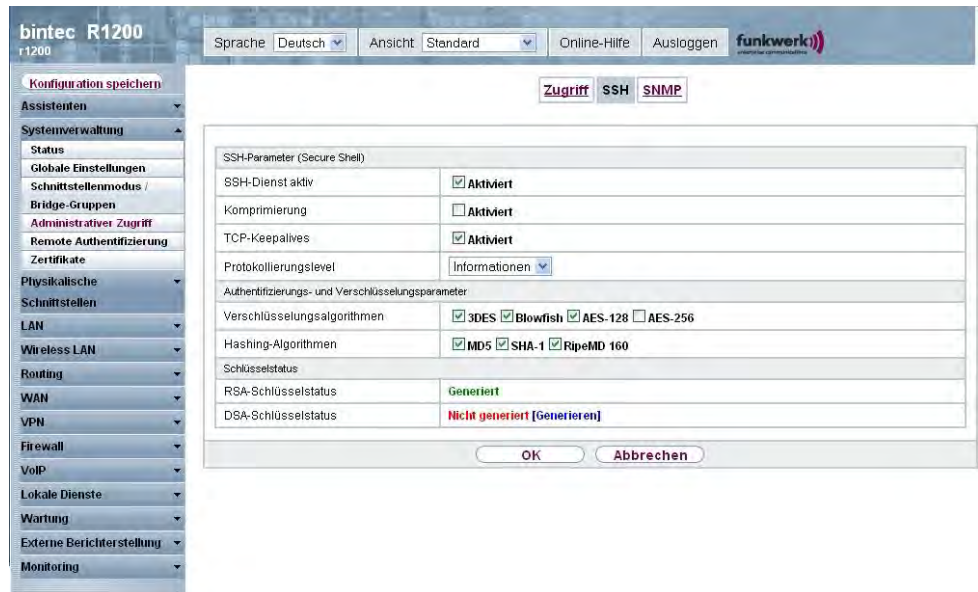 bintec R1200
r1200
Sprache Deutsch Ansicht Standard Online-Hilfe Ausloggen funkwerk
Konfiguration speichern
Assistenten
Systemverwaltung
Status
Globale Einstellungen
Schnittstellenmodus /
Bridge-Gruppen
Administrativer Zugriff
Remote Authentifizierung
Zertifikate
Physikalische
Schnittstellen
LAN
Wireless LAN
Routing
WAN
VPN
Firewall
VoIP
Lokale Dienste
Wartung
Externe Berichterstellung
Monitoring
Zugriff SSH SNMP
SSH-Parameter (Secure Shell)
SSH-Dienst aktiv Aktiviert
Komprimierung Aktiviert
TCP-Keepalives Aktiviert
Protokollierungslevel Informationen
Authentifizierungs- und Verschlüsselungsparameter
Verschlüsselungsalgorithmen 3DES Blowfish AES-128 AES-256
Hashing-Algorithmen MD5 SHA-1 RipeMD 160
Schlüsselstatus
RSA-Schlüsselstatus Generiert
DSA-Schlüsselstatus Nicht generiert [Generieren]
OK Abbrechen